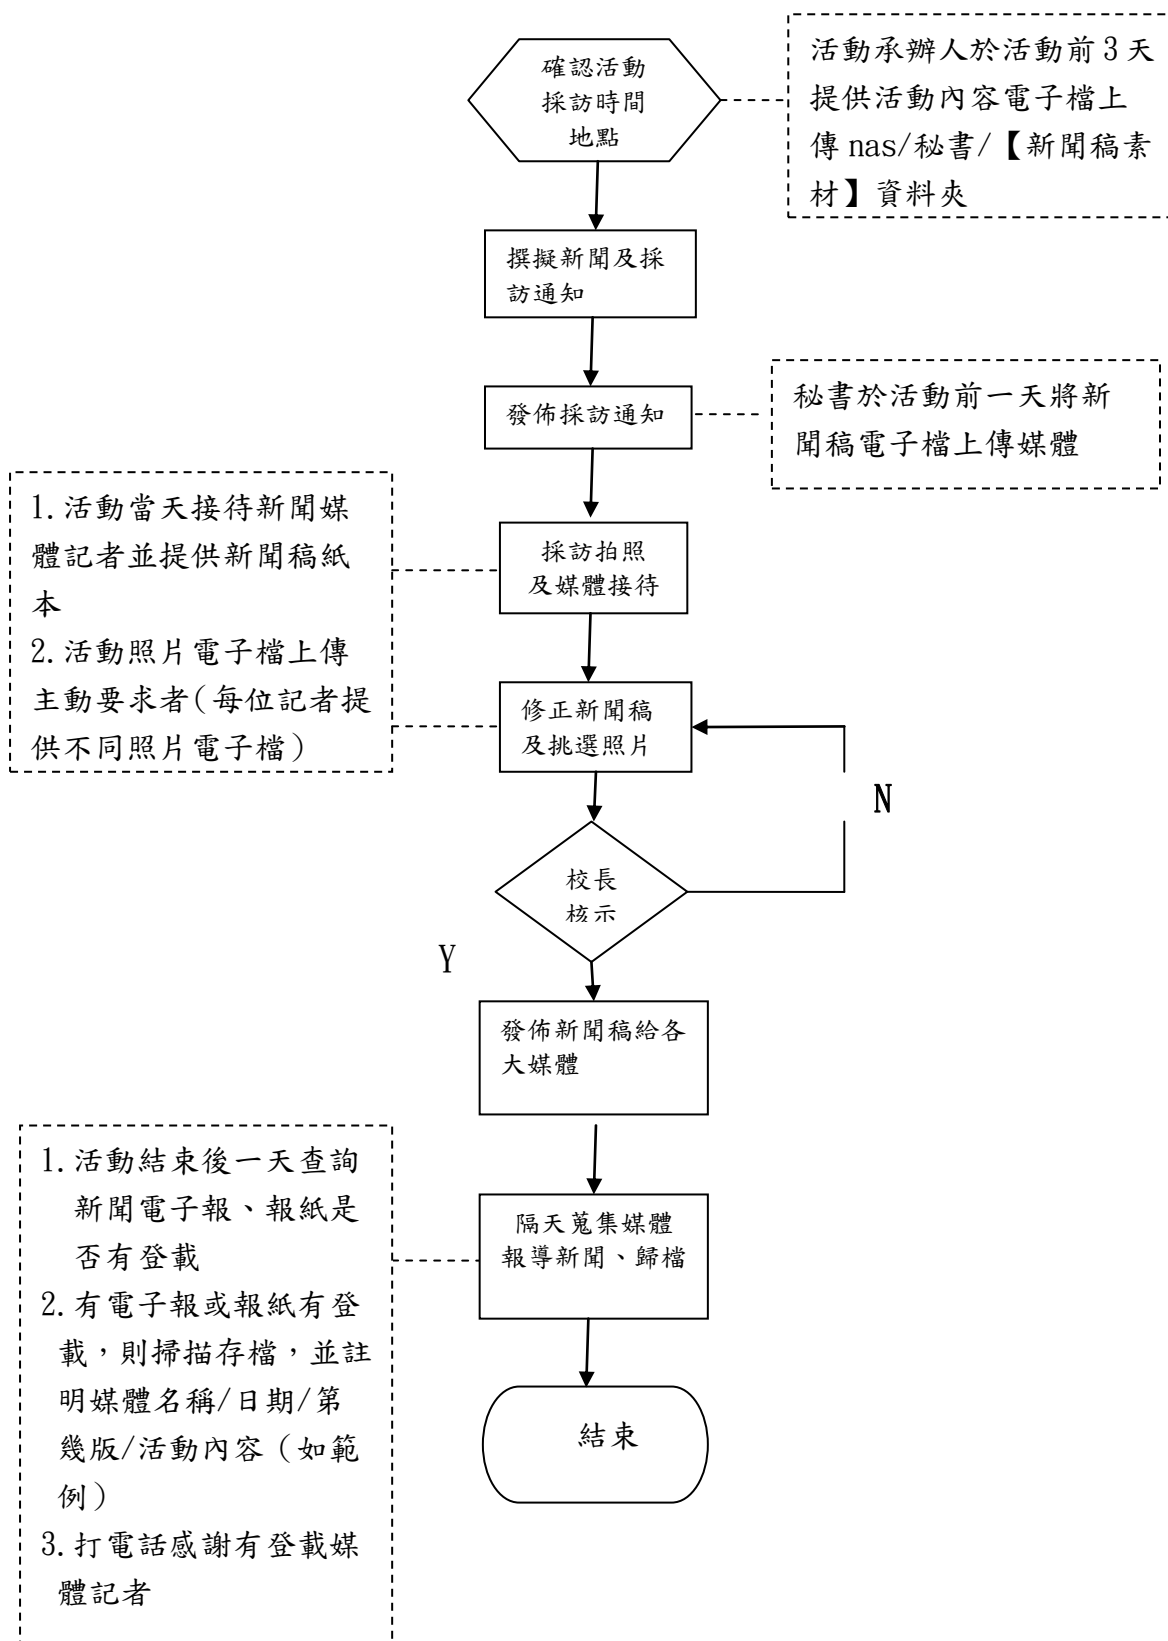 確認活動
採訪時間
地點
活動承辦人於活動前3天
提供活動內容電子檔上
傳 nas/秘書/【新聞稿素
材】資料夾
撰擬新聞及採
訪通知
發佈採訪通知
秘書於活動前一天將新
聞稿電子檔上傳媒體
1.活動當天接待新聞媒
體記者並提供新聞稿紙
本
2.活動照片電子檔上傳
主動要求者(每位記者提
供不同照片電子檔)
採訪拍照
及媒體接待
修正新聞稿
及挑選照片
N
校長
核示
Y
發佈新聞稿給各
大媒體
1.活動結束後一天查詢
新聞電子報、報紙是
否有登載
2.有電子報或報紙有登
載，則掃描存檔，並註
明媒體名稱/日期/第
幾版/活動內容（如範
例）
3.打電話感謝有登載媒
體記者
隔天蒐集媒體
報導新聞、歸檔
結束